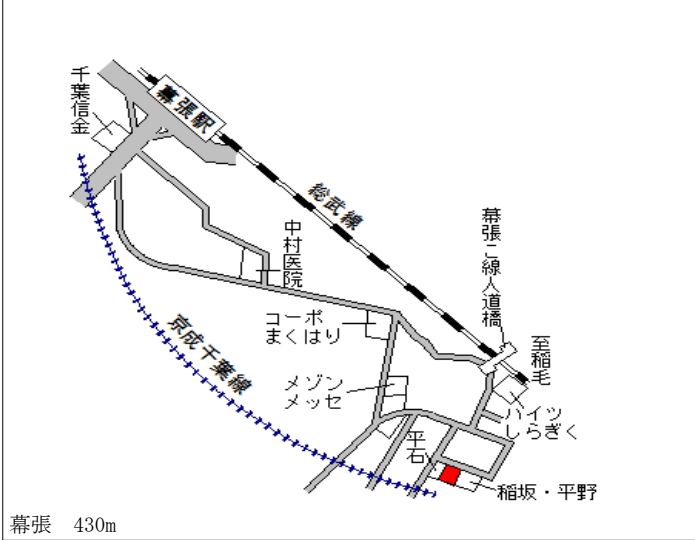 千葉信金
幕張駅
総武線
幕張こ線人道橋
中村医院
至稲毛
コーポ
まくはり
京成千葉線
メゾン
メッセ
ハイツ
しらぎく
平石
稲坂・平野
幕張 430m